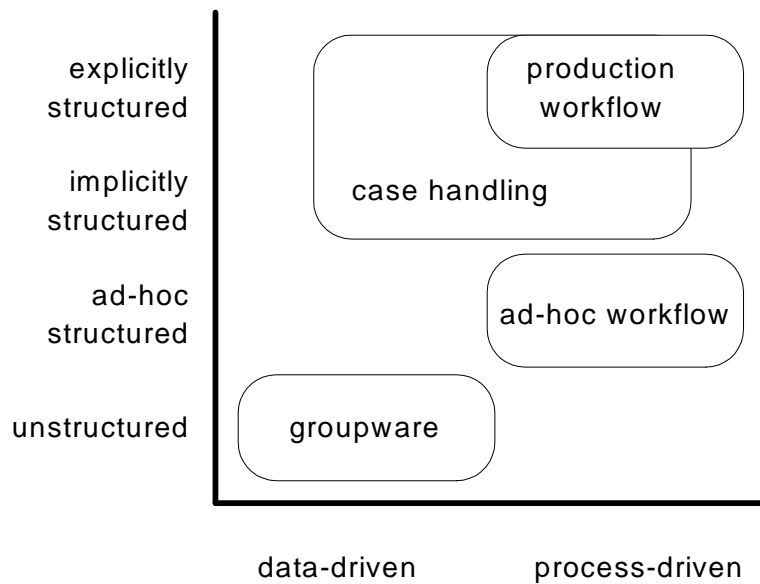 explicitly
structured
production
workflow
implicitly
structured
case handling
ad-hoc
structured
ad-hoc workflow
unstructured
groupware
data-driven
process-driven